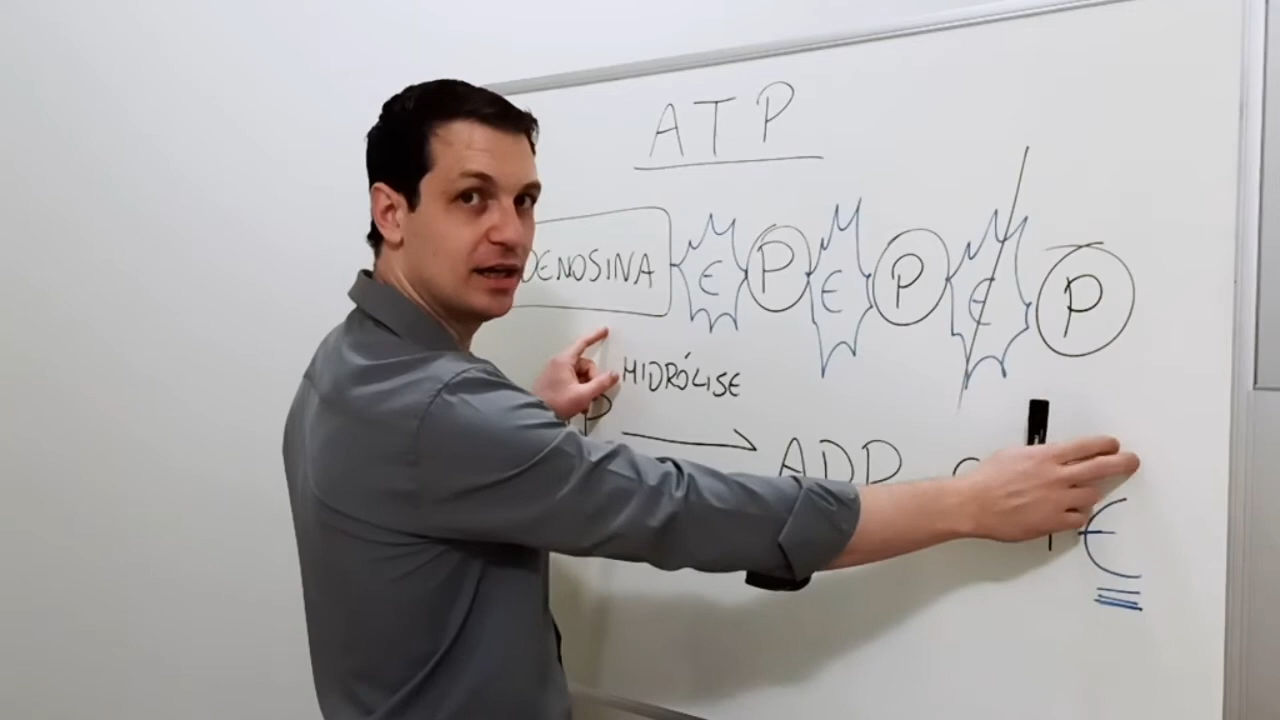 ATP
DENOSINA E P E P E P
HIDRÓLISE
P → ADP E